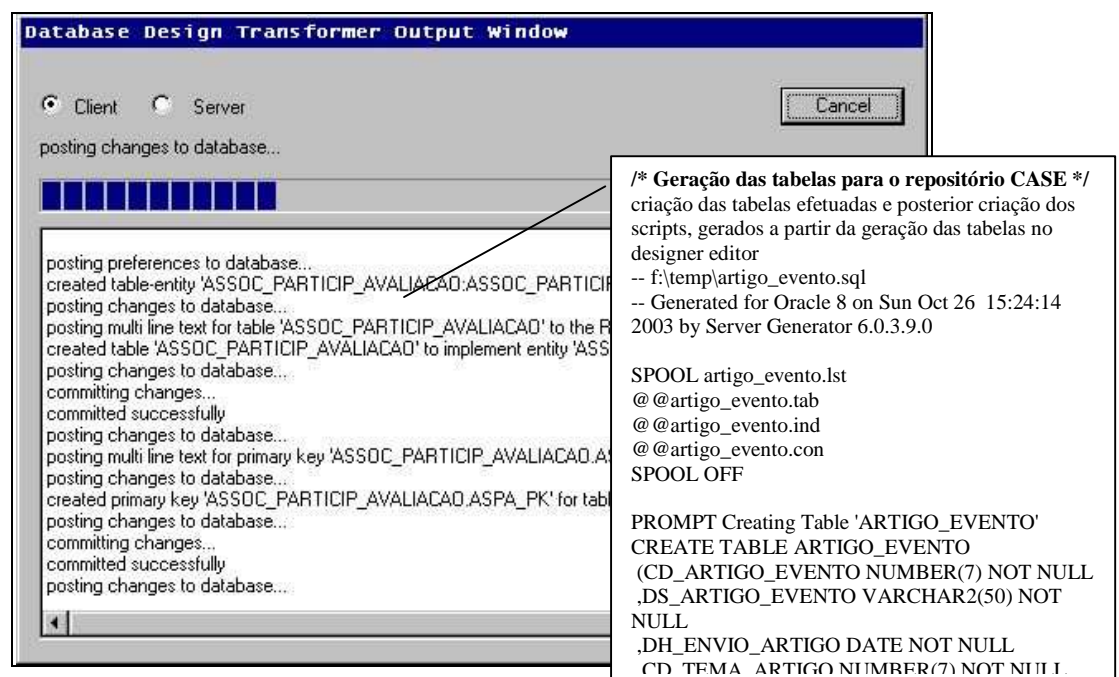 Database Design Transformer Output Window
Client Server
Cancel
posting changes to database...
posting preferences to database...
created table-entity 'ASSOC_PARTICIP_AVALIACAO:ASSOC_PARTICIP
posting changes to database...
posting multi line text for table 'ASSOC_PARTICIP_AVALIACAO' to the R
created table 'ASSOC_PARTICIP_AVALIACAO' to implement entity 'ASS
posting changes to database...
committing changes...
committed successfully
posting changes to database...
posting multi line text for primary key 'ASSOC_PARTICIP_AVALIACAO.AS
posting changes to database...
created primary key 'ASSOC_PARTICIP_AVALIACAO.ASPA_PK' for tabl
posting changes to database...
committing changes...
committed successfully
posting changes to database...
/* Geração das tabelas para o repositório CASE */
criação das tabelas efetuadas e posterior criação dos
scripts, gerados a partir da geração das tabelas no
designer editor
-- f:\temp\artigo_evento.sql
-- Generated for Oracle 8 on Sun Oct 26 15:24:14
2003 by Server Generator 6.0.3.9.0
SPOOL artigo_evento.lst
@@artigo_evento.tab
@@artigo_evento.ind
@@artigo_evento.con
SPOOL OFF
PROMPT Creating Table 'ARTIGO_EVENTO'
CREATE TABLE ARTIGO_EVENTO
(CD_ARTIGO_EVENTO NUMBER(7) NOT NULL
,DS_ARTIGO_EVENTO VARCHAR2(50) NOT
NULL
,DH_ENVIO_ARTIGO DATE NOT NULL
,CD_TEMA_ARTIGO NUMBER(7) NOT NULL